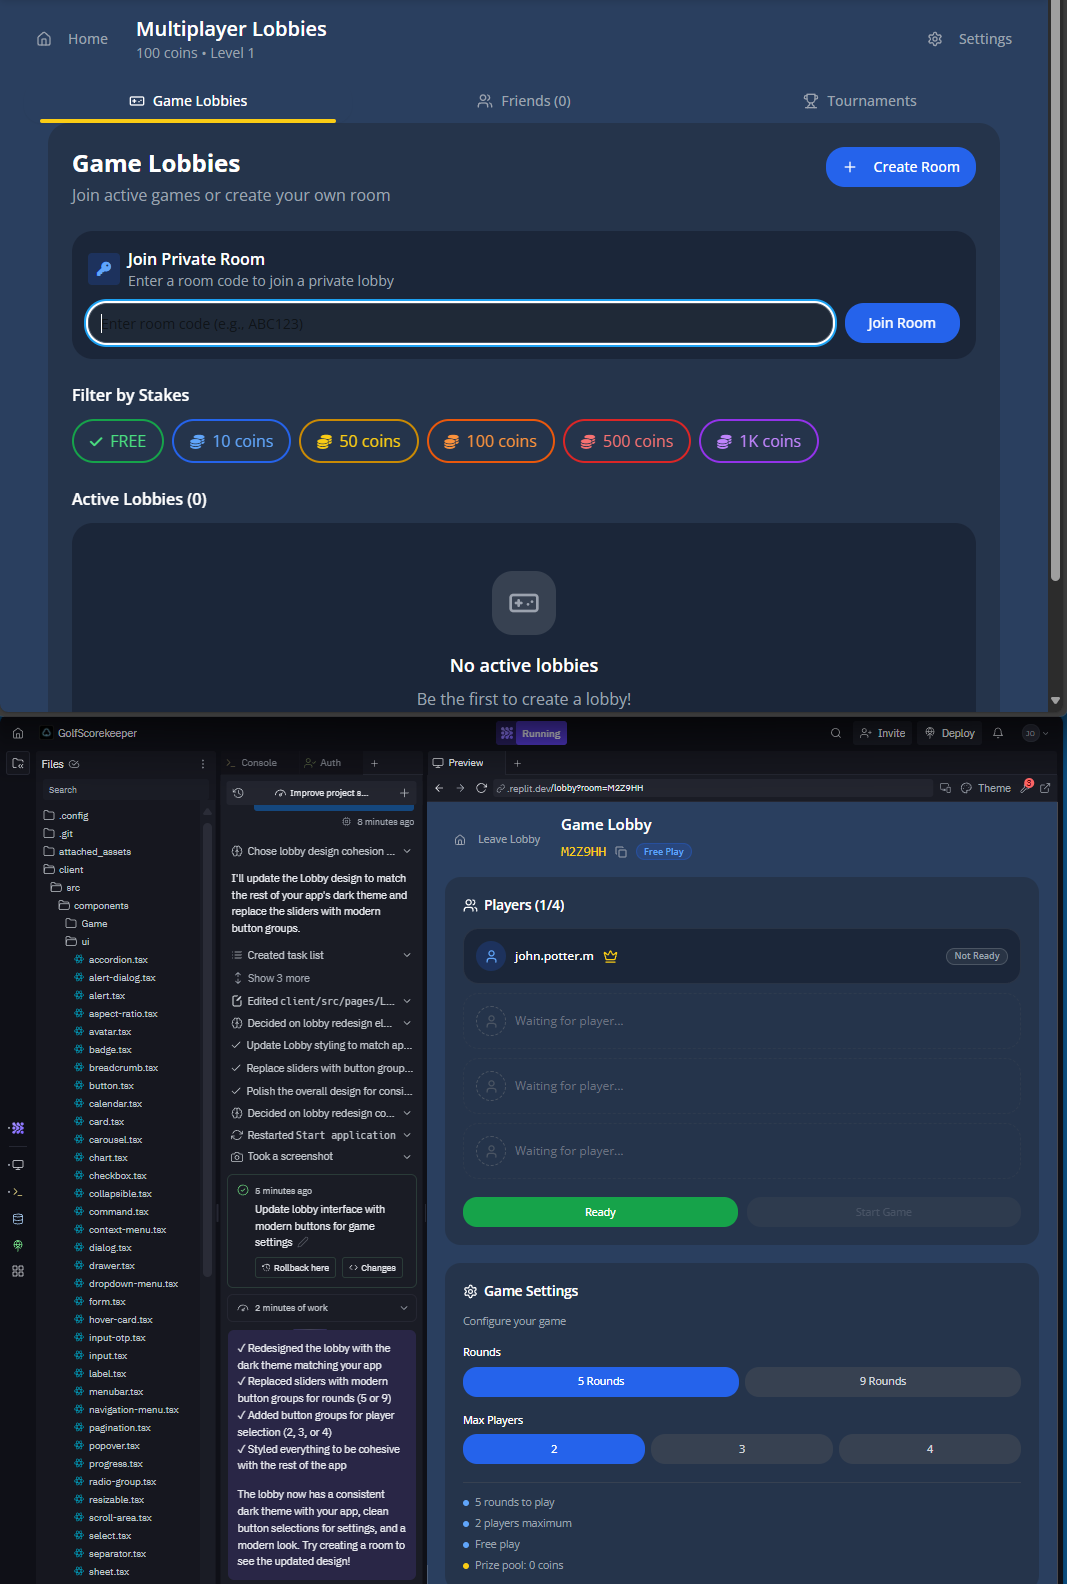 Home
Multiplayer Lobbies
100 coins • Level 1
Settings
Game Lobbies
Friends (0)
Tournaments
Game Lobbies
Join active games or create your own room
Create Room
Join Private Room
Enter a room code to join a private lobby
Enter room code (e.g., ABC123)
Join Room
Filter by Stakes
FREE
10 coins
50 coins
100 coins
500 coins
1K coins
Active Lobbies (0)
No active lobbies
Be the first to create a lobby!
GolfScorekeeper
Running
Invite
Deploy
JO
Files
Search
.config
.git
attached_assets
client
src
components
Game
ui
accordion.tsx
alert-dialog.tsx
alert.tsx
aspect-ratio.tsx
avatar.tsx
badge.tsx
breadcrumb.tsx
button.tsx
calendar.tsx
card.tsx
carousel.tsx
chart.tsx
checkbox.tsx
collapsible.tsx
command.tsx
context-menu.tsx
dialog.tsx
drawer.tsx
dropdown-menu.tsx
form.tsx
hover-card.tsx
input-otp.tsx
input.tsx
label.tsx
menubar.tsx
navigation-menu.tsx
pagination.tsx
popover.tsx
progress.tsx
radio-group.tsx
resizable.tsx
scroll-area.tsx
select.tsx
separator.tsx
sheet.tsx
Console
Auth
Improve project s...
8 minutes ago
Chose lobby design cohesion ...
I'll update the Lobby design to match
the rest of your app's dark theme and
replace the sliders with modern
button groups.
Created task list
Show 3 more
Edited client/src/pages/L...
Decided on lobby redesign el...
Update Lobby styling to match ap...
Replace sliders with button group...
Polish the overall design for consi...
Decided on lobby redesign co...
Restarted Start application
Took a screenshot
5 minutes ago
Update lobby interface with
modern buttons for game
settings
Rollback here
Changes
2 minutes of work
✓ Redesigned the lobby with the
dark theme matching your app
✓ Replaced sliders with modern
button groups for rounds (5 or 9)
✓ Added button groups for player
selection (2, 3, or 4)
✓ Styled everything to be cohesive
with the rest of the app
The lobby now has a consistent
dark theme with your app, clean
button selections for settings, and a
modern look. Try creating a room to
see the updated design!
Preview
.replit.dev/lobby?room=M2Z9HH
Theme
3
Leave Lobby
Game Lobby
M2Z9HH
Free Play
Players (1/4)
john.potter.m
Not Ready
Waiting for player...
Waiting for player...
Waiting for player...
Ready
Start Game
Game Settings
Configure your game
Rounds
5 Rounds
9 Rounds
Max Players
2
3
4
5 rounds to play
2 players maximum
Free play
Prize pool: 0 coins